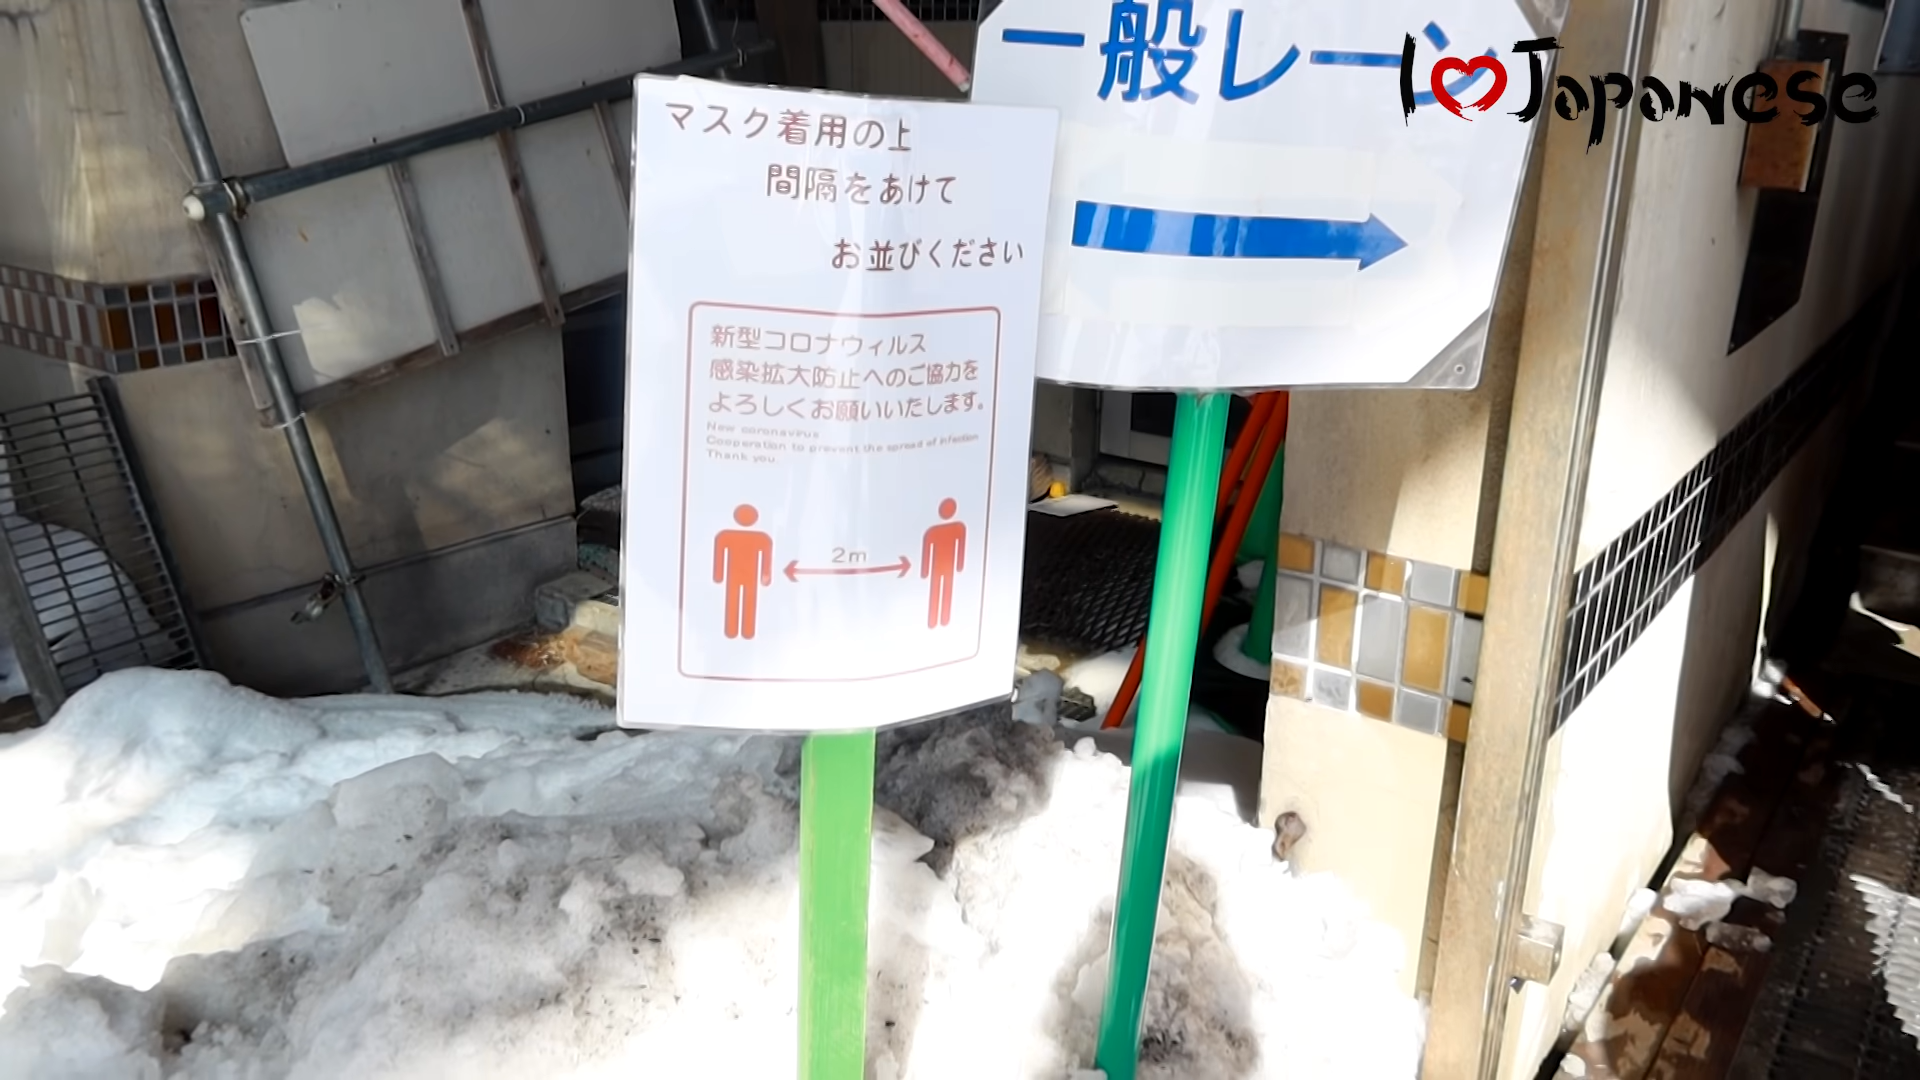 一般レーン
I Japanese
マスク着用の上
間隔をあけて
お並びください
新型コロナウィルス
感染拡大防止へのご協力を
よろしくお願いいたします。
New coronavirus
Cooperation to prevent the spread of infection
Thank you.
2m